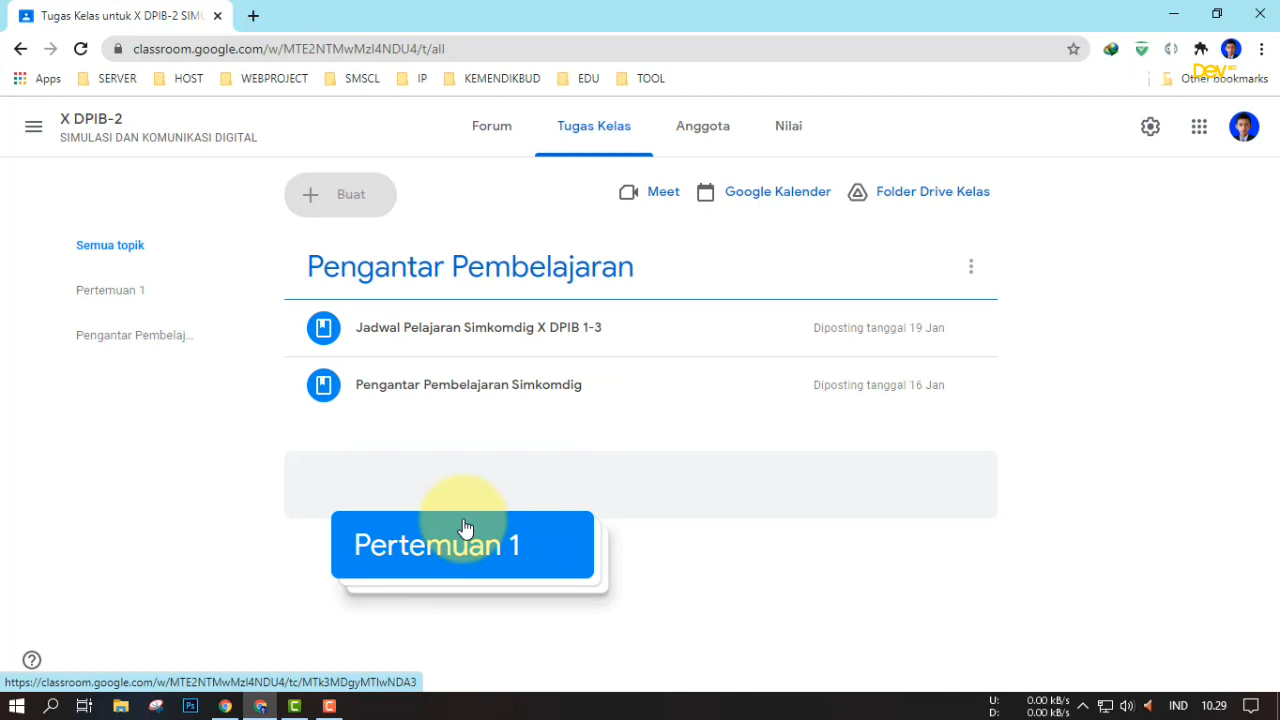 Tugas Kelas untuk X DPIB-2 SIMU
classroom.google.com/w/MTE2NTMwMzI4NDU4/t/all
Apps SERVER HOST WEBPROJECT SMSCL IP KEMENDIKBUD EDU TOOL Other bookmarks
Dev
X DPIB-2
SIMULASI DAN KOMUNIKASI DIGITAL
Forum Tugas Kelas Anggota Nilai
Buat
Meet Google Kalender Folder Drive Kelas
Semua topik
Pertemuan 1
Pengantar Pembelaj...
Pengantar Pembelajaran
Jadwal Pelajaran Simkomdig X DPIB 1-3 Diposting tanggal 19 Jan
Pengantar Pembelajaran Simkomdig Diposting tanggal 16 Jan
Pertemuan 1
https://classroom.google.com/w/MTE2NTMwMzI4NDU4/tc/MTk3MDgyMTIwNDA3
Ps
U: 0.00 kB/s
D: 0.00 kB/s
IND 10.29